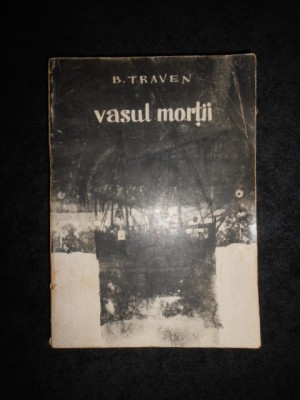 B. TRAVEN
vasul morții